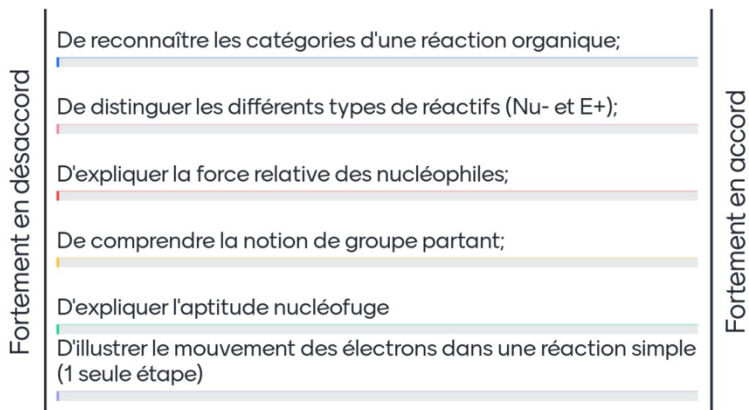 Fortement en désaccord
De reconnaître les catégories d'une réaction organique;
De distinguer les différents types de réactifs (Nu- et E+);
D'expliquer la force relative des nucléophiles;
De comprendre la notion de groupe partant;
D'expliquer l'aptitude nucléofuge
D'illustrer le mouvement des électrons dans une réaction simple
(1 seule étape)
Fortement en accord